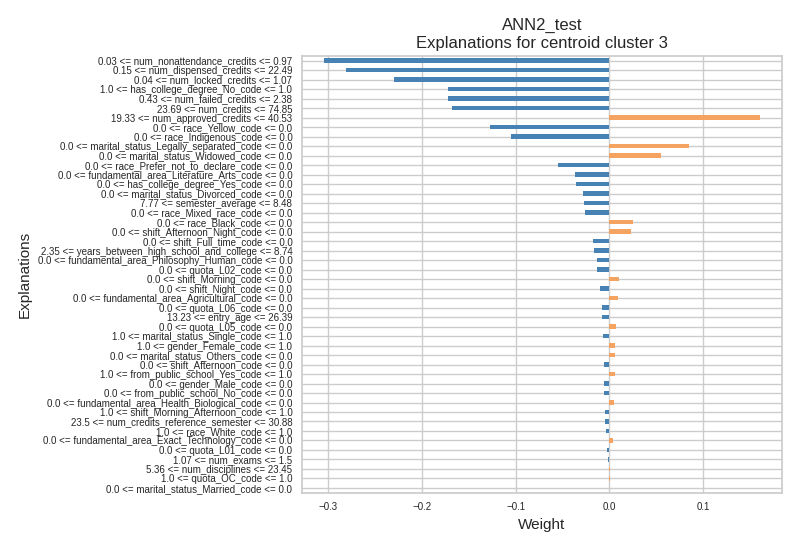 ANN2_test
Explanations for centroid cluster 3
0.03 <= num_nonattendance_credits <= 0.97
0.15 <= num_dispensed_credits <= 22.49
0.04 <= num_locked_credits <= 1.07
1.0 <= has_college_degree_No_code <= 1.0
0.43 <= num_failed_credits <= 2.38
23.69 <= num_credits <= 74.85
19.33 <= num_approved_credits <= 40.53
0.0 <= race_Yellow_code <= 0.0
0.0 <= race_Indigenous_code <= 0.0
0.0 <= marital_status_Legally_separated_code <= 0.0
0.0 <= marital_status_Widowed_code <= 0.0
0.0 <= race_Prefer_not_to_declare_code <= 0.0
0.0 <= fundamental_area_Literature_Arts_code <= 0.0
0.0 <= has_college_degree_Yes_code <= 0.0
0.0 <= marital_status_Divorced_code <= 0.0
7.77 <= semester_average <= 8.48
0.0 <= race_Mixed_race_code <= 0.0
0.0 <= race_Black_code <= 0.0
0.0 <= shift_Afternoon_Night_code <= 0.0
0.0 <= shift_Full_time_code <= 0.0
2.35 <= years_between_high_school_and_college <= 8.74
0.0 <= fundamental_area_Philosophy_Human_code <= 0.0
0.0 <= quota_L02_code <= 0.0
0.0 <= shift_Morning_code <= 0.0
0.0 <= shift_Night_code <= 0.0
0.0 <= fundamental_area_Agricultural_code <= 0.0
0.0 <= quota_L06_code <= 0.0
13.23 <= entry_age <= 26.39
0.0 <= quota_L05_code <= 0.0
1.0 <= marital_status_Single_code <= 1.0
1.0 <= gender_Female_code <= 1.0
0.0 <= marital_status_Others_code <= 0.0
0.0 <= shift_Afternoon_code <= 0.0
1.0 <= from_public_school_Yes_code <= 1.0
0.0 <= gender_Male_code <= 0.0
0.0 <= from_public_school_No_code <= 0.0
0.0 <= fundamental_area_Health_Biological_code <= 0.0
1.0 <= shift_Morning_Afternoon_code <= 1.0
23.5 <= num_credits_reference_semester <= 30.88
1.0 <= race_White_code <= 1.0
0.0 <= fundamental_area_Exact_Technology_code <= 0.0
0.0 <= quota_L01_code <= 0.0
1.07 <= num_exams <= 1.5
5.36 <= num_disciplines <= 23.45
1.0 <= quota_OC_code <= 1.0
0.0 <= marital_status_Married_code <= 0.0
Explanations
−0.3 −0.2 −0.1 0.0 0.1
Weight